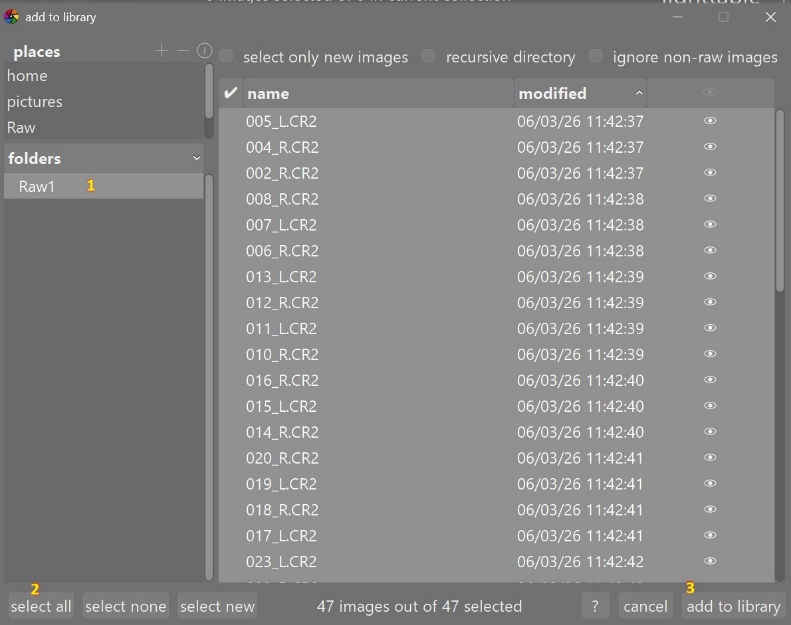 add to library
places
home
pictures
Raw
folders
Raw1 1
select only new images recursive directory ignore non-raw images
✔ name modified
005_L.CR2 06/03/26 11:42:37
004_R.CR2 06/03/26 11:42:37
002_R.CR2 06/03/26 11:42:37
008_R.CR2 06/03/26 11:42:38
007_L.CR2 06/03/26 11:42:38
006_R.CR2 06/03/26 11:42:38
013_L.CR2 06/03/26 11:42:39
012_R.CR2 06/03/26 11:42:39
011_L.CR2 06/03/26 11:42:39
010_R.CR2 06/03/26 11:42:39
016_R.CR2 06/03/26 11:42:40
015_L.CR2 06/03/26 11:42:40
014_R.CR2 06/03/26 11:42:40
020_R.CR2 06/03/26 11:42:41
019_L.CR2 06/03/26 11:42:41
018_R.CR2 06/03/26 11:42:41
017_L.CR2 06/03/26 11:42:41
023_L.CR2 06/03/26 11:42:42
2 3
select all select none select new 47 images out of 47 selected ? cancel add to library